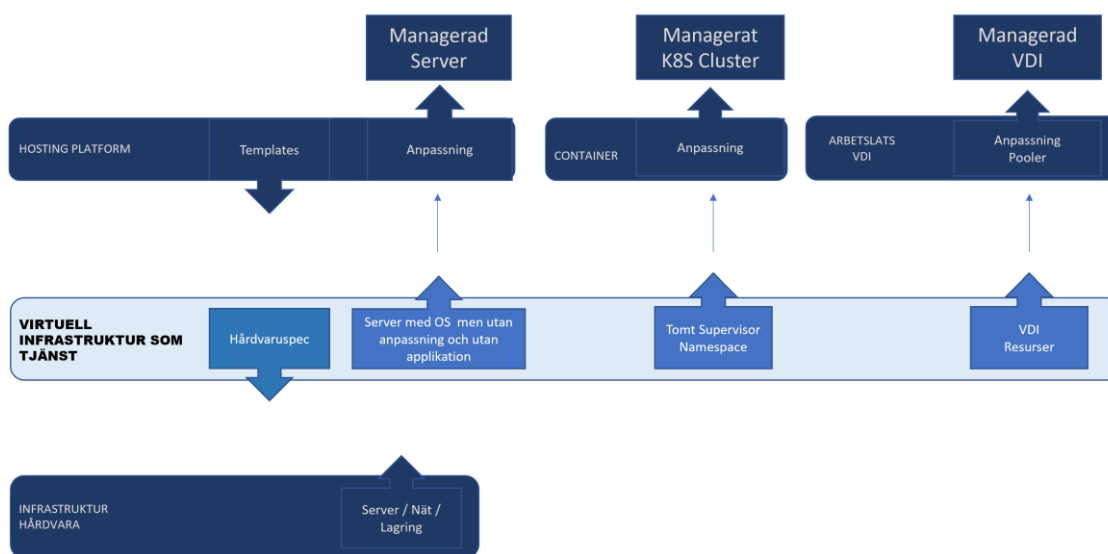 Managerad
Server
Managerat
K8S Cluster
Managerad
VDI
HOSTING PLATFORM
Templates
Anpassning
CONTAINER
Anpassning
ARBETSLATS
VDI
Anpassning
Pooler
VIRTUELL
INFRASTRUKTUR SOM
TJÄNST
Hårdvaruspec
Server med OS men utan
anpassning och utan
applikation
Tomt Supervisor
Namespace
VDI
Resurser
INFRASTRUKTUR
HÅRDVARA
Server / Nät /
Lagring